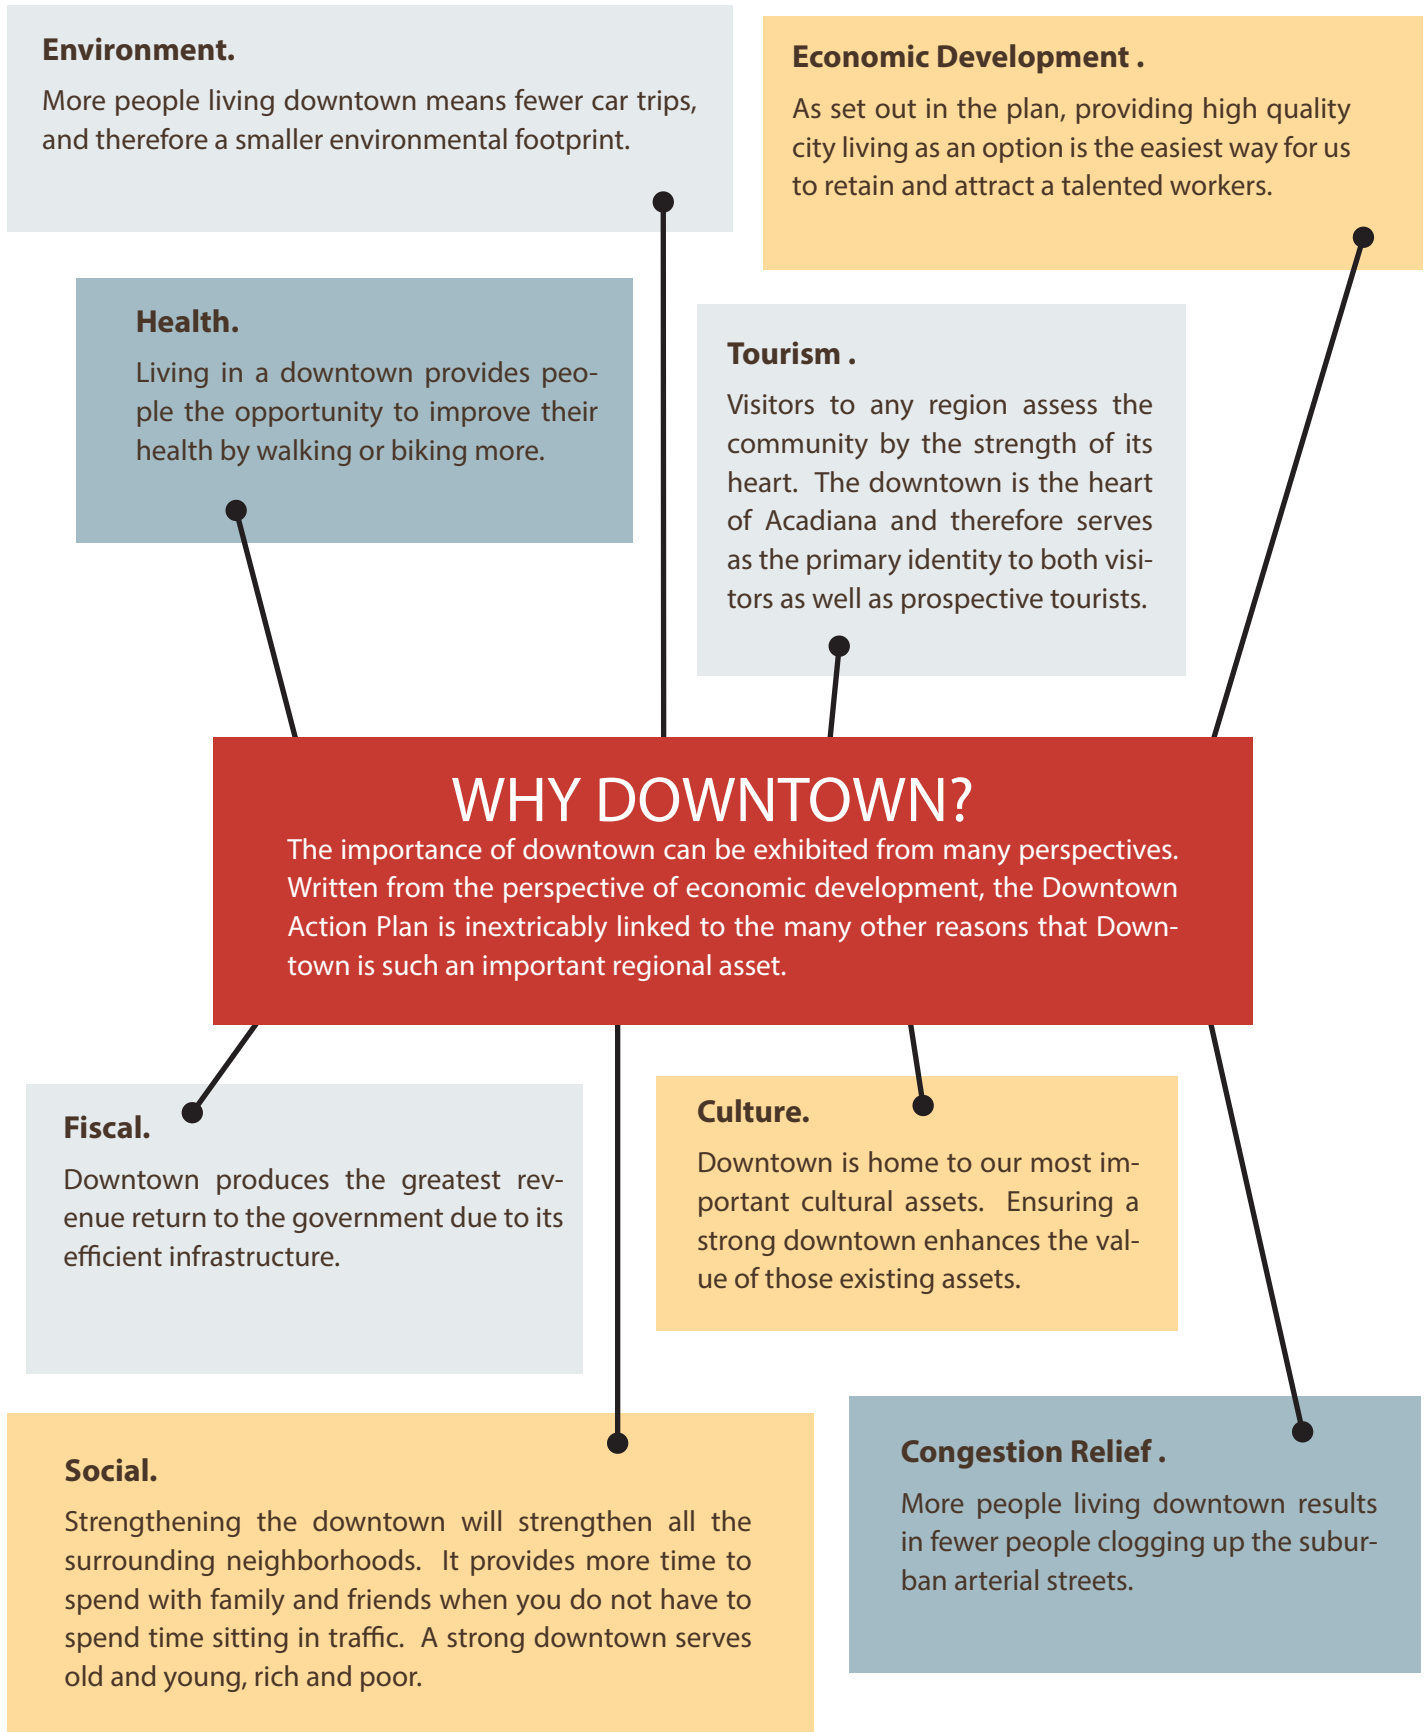 Environment.
More people living downtown means fewer car trips,
and therefore a smaller environmental footprint.
Economic Development .
As set out in the plan, providing high quality
city living as an option is the easiest way for us
to retain and attract a talented workers.
Health.
Living in a downtown provides peo-
ple the opportunity to improve their
health by walking or biking more.
Tourism .
Visitors to any region assess the
community by the strength of its
heart. The downtown is the heart
of Acadiana and therefore serves
as the primary identity to both visi-
tors as well as prospective tourists.
WHY DOWNTOWN?
The importance of downtown can be exhibited from many perspectives.
Written from the perspective of economic development, the Downtown
Action Plan is inextricably linked to the many other reasons that Down-
town is such an important regional asset.
Fiscal.
Downtown produces the greatest rev-
enue return to the government due to its
efficient infrastructure.
Culture.
Downtown is home to our most im-
portant cultural assets. Ensuring a
strong downtown enhances the val-
ue of those existing assets.
Social.
Strengthening the downtown will strengthen all the
surrounding neighborhoods. It provides more time to
spend with family and friends when you do not have to
spend time sitting in traffic. A strong downtown serves
old and young, rich and poor.
Congestion Relief .
More people living downtown results
in fewer people clogging up the subur-
ban arterial streets.